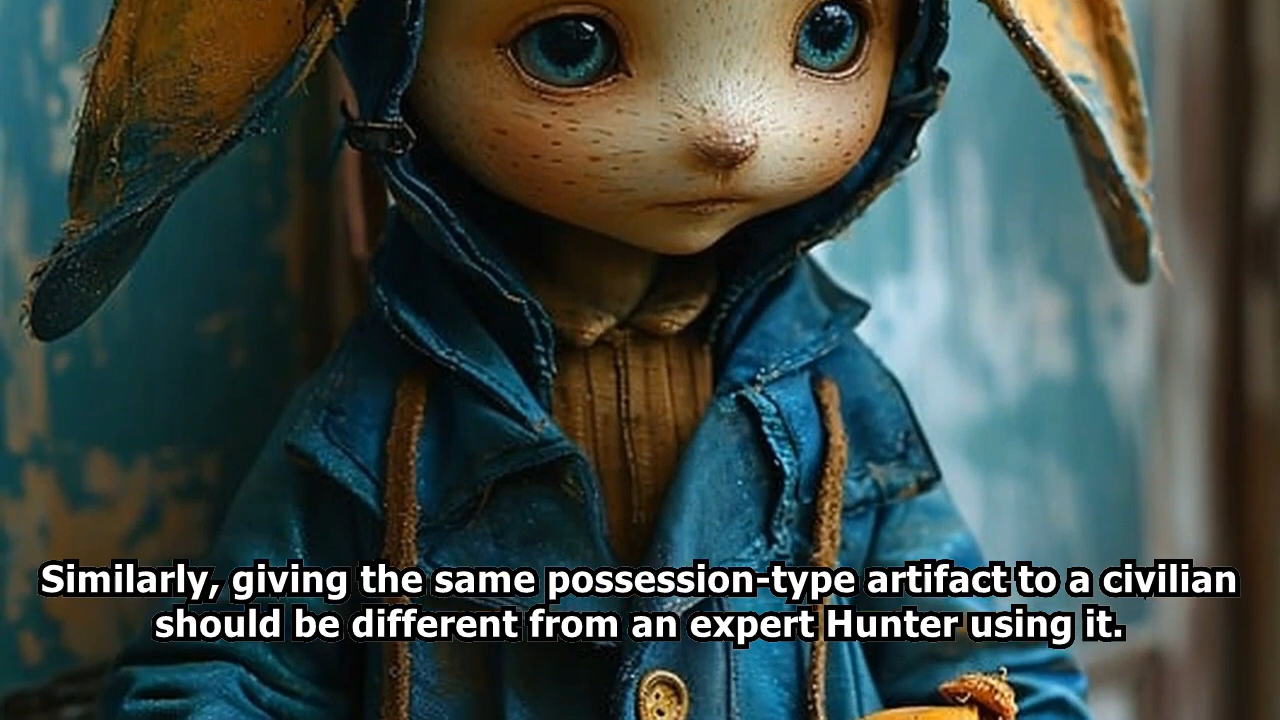 Similarly, giving the same possession-type artifact to a civilian
should be different from an expert Hunter using it.